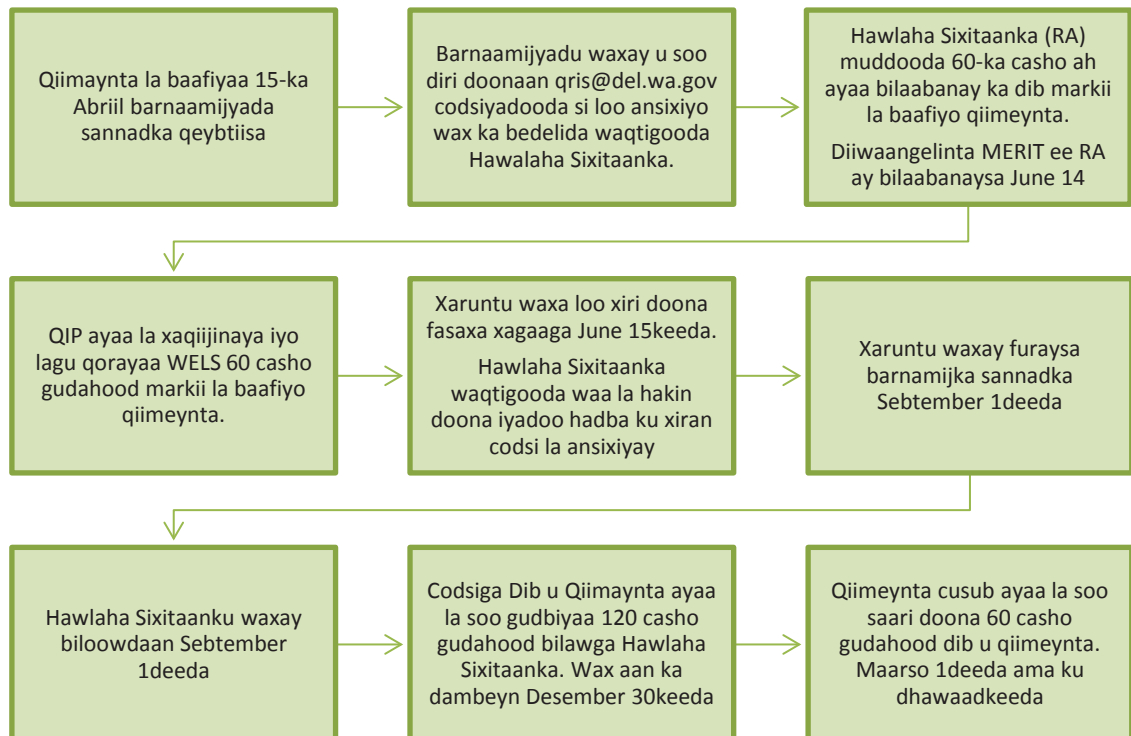 Qiimaynta la baafiyaa 15-ka
Abriil barnaamijyada
sannadka qeybtiisa
Barnaamijyadu waxay u soo
diri doonaan qris@del.wa.gov
codsiyadooda si loo ansixiyo
wax ka bedelida waqtigooda
Hawalaha Sixitaanka.
Hawlaha Sixitaanka (RA)
muddooda 60-ka casho ah
ayaa bilaabanay ka dib markii
la baafiyo qiimeynta.
Diiwaangelinta MERIT ee RA
ay bilaabanaysa June 14
QIP ayaa la xaqiijinaya iyo
lagu qorayaa WELS 60 casho
gudahood markii la baafiyo
qiimeynta.
Xaruntu waxa loo xiri doona
fasaxa xagaaga June 15keeda.
Hawlaha Sixitaanka
waqtigooda waa la hakin
doona iyadoo hadba ku xiran
codsi la ansixiyay
Xaruntu waxay furaysa
barnamijka sannadka
Sebtember 1deeda
Hawlaha Sixitaanku waxay
biloowdaan Sebtember
1deeda
Codsiga Dib u Qiimaynta ayaa
la soo gudbiyaa 120 casho
gudahood bilawga Hawlaha
Sixitaanka. Wax aan ka
dambeyn Desember 30keeda
Qiimeynta cusub ayaa la soo
saari doona 60 casho
gudahood dib u qiimeynta.
Maarso 1deeda ama ku
dhawaadkeeda